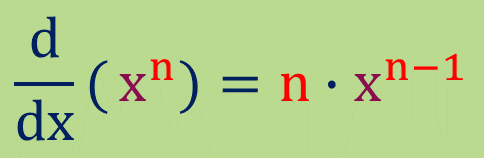 d/dx (xⁿ) = n · xⁿ⁻¹